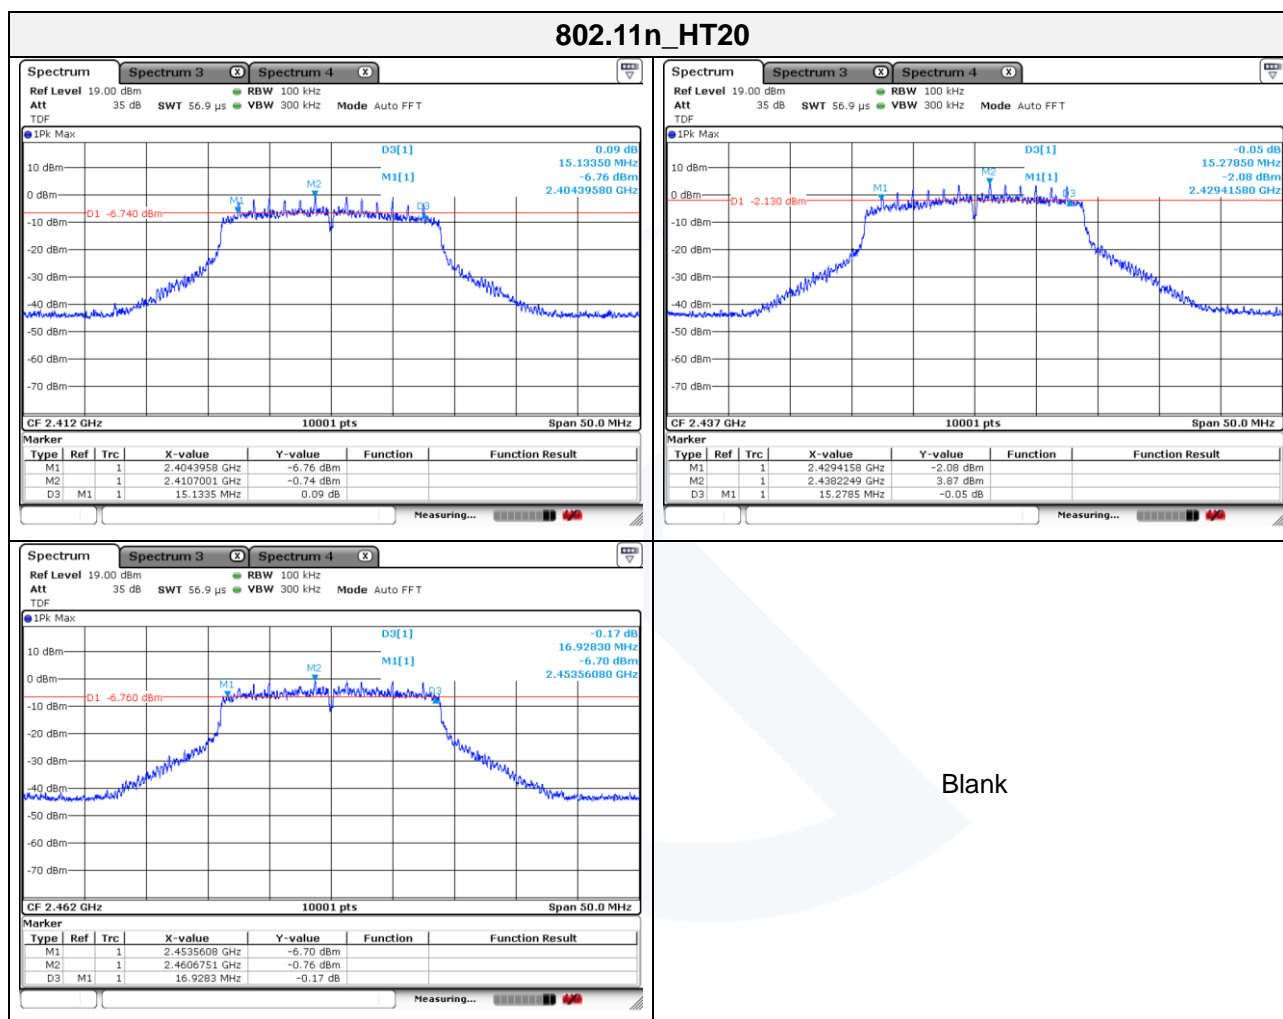 802.11n_HT20
Spectrum Spectrum 3 X Spectrum 4 X
Ref Level 19.00 dBm RBW 100 kHz
Att 35 dB SWT 56.9 µs VBW 300 kHz Mode Auto FFT
TDF
1Pk Max
D3[1] 0.09 dB
15.13350 MHz
M1[1] -6.76 dBm
2.40439580 GHz
10 dBm
M2
0 dBm
M1 D3
D1 -6.740 dBm
-10 dBm
-20 dBm
-30 dBm
-40 dBm
-50 dBm
-60 dBm
-70 dBm
CF 2.412 GHz 10001 pts Span 50.0 MHz
Marker
Type Ref Trc X-value Y-value Function Function Result
M1 1 2.4043958 GHz -6.76 dBm
M2 1 2.4107001 GHz -0.74 dBm
D3 M1 1 15.1335 MHz 0.09 dB
Measuring...
Spectrum Spectrum 3 X Spectrum 4 X
Ref Level 19.00 dBm RBW 100 kHz
Att 35 dB SWT 56.9 µs VBW 300 kHz Mode Auto FFT
TDF
1Pk Max
D3[1] -0.05 dB
15.27850 MHz
M1[1] -2.08 dBm
2.42941580 GHz
10 dBm
M2
0 dBm
M1 D3
D1 -2.130 dBm
-10 dBm
-20 dBm
-30 dBm
-40 dBm
-50 dBm
-60 dBm
-70 dBm
CF 2.437 GHz 10001 pts Span 50.0 MHz
Marker
Type Ref Trc X-value Y-value Function Function Result
M1 1 2.4294158 GHz -2.08 dBm
M2 1 2.4382249 GHz 3.87 dBm
D3 M1 1 15.2785 MHz -0.05 dB
Measuring...
Spectrum Spectrum 3 X Spectrum 4 X
Ref Level 19.00 dBm RBW 100 kHz
Att 35 dB SWT 56.9 µs VBW 300 kHz Mode Auto FFT
TDF
1Pk Max
D3[1] -0.17 dB
16.92830 MHz
M1[1] -6.70 dBm
2.45356080 GHz
10 dBm
M2
0 dBm
M1 D3
D1 -6.760 dBm
-10 dBm
-20 dBm
-30 dBm
-40 dBm
-50 dBm
-60 dBm
-70 dBm
CF 2.462 GHz 10001 pts Span 50.0 MHz
Marker
Type Ref Trc X-value Y-value Function Function Result
M1 1 2.4535608 GHz -6.70 dBm
M2 1 2.4606751 GHz -0.76 dBm
D3 M1 1 16.9283 MHz -0.17 dB
Measuring...
Blank